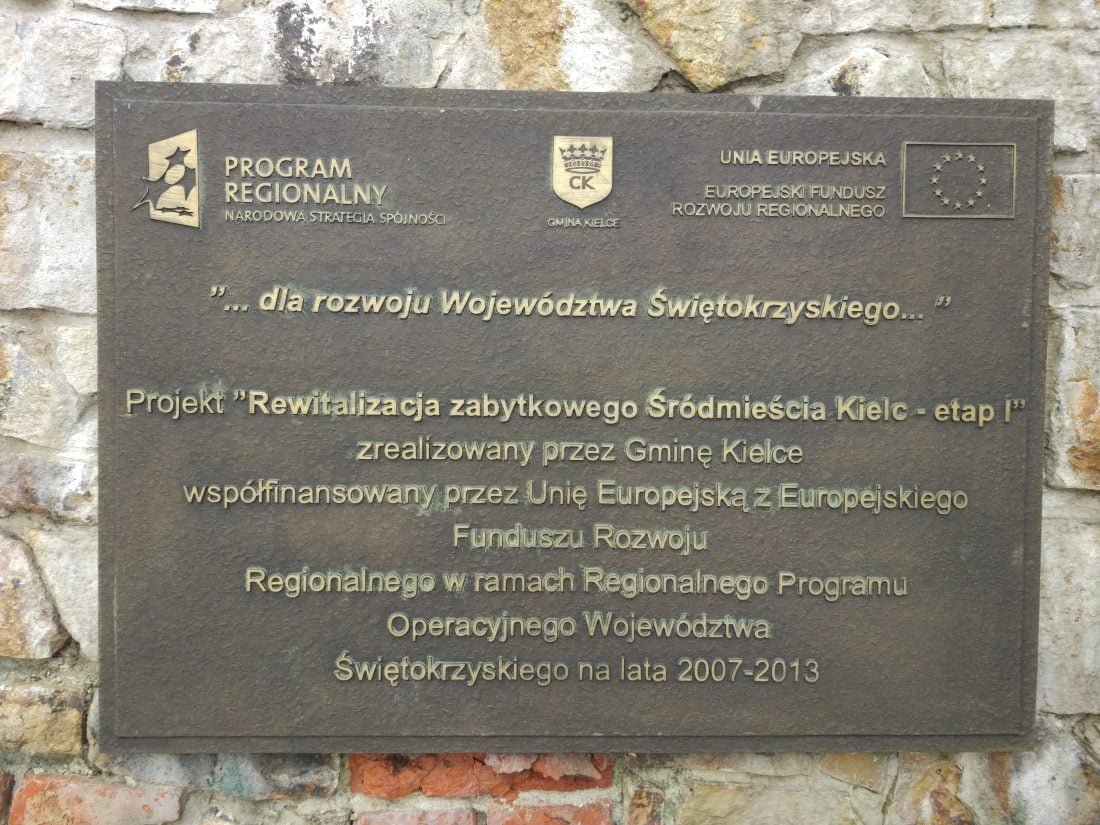 PROGRAM
REGIONALNY
NARODOWA STRATEGIA SPÓJNOŚCI
CK
GMINA KIELCE
UNIA EUROPEJSKA
EUROPEJSKI FUNDUSZ
ROZWOJU REGIONALNEGO
"... dla rozwoju Województwa Świętokrzyskiego... "
Projekt "Rewitalizacja zabytkowego Śródmieścia Kielc - etap I"
zrealizowany przez Gminę Kielce
współfinansowany przez Unię Europejską z Europejskiego
Funduszu Rozwoju
Regionalnego w ramach Regionalnego Programu
Operacyjnego Województwa
Świętokrzyskiego na lata 2007-2013